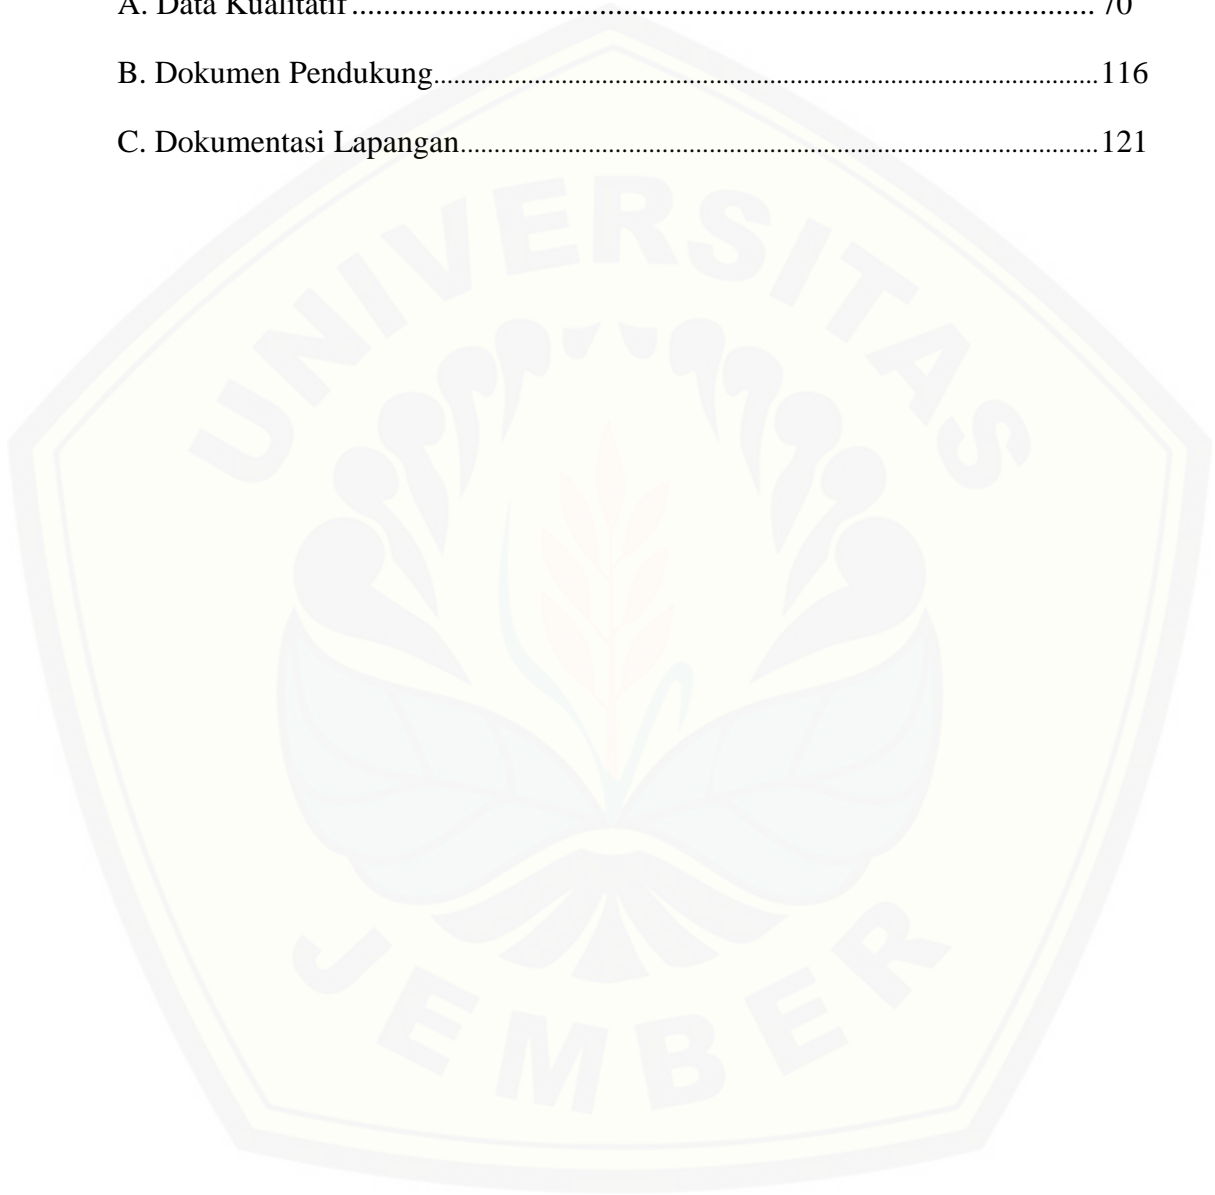 A. Data Kualitatif............................................................................................ 70
B. Dokumen Pendukung..................................................................................................116
C. Dokumentasi Lapangan..............................................................................................121
UNIVERSITAS
JEMBER